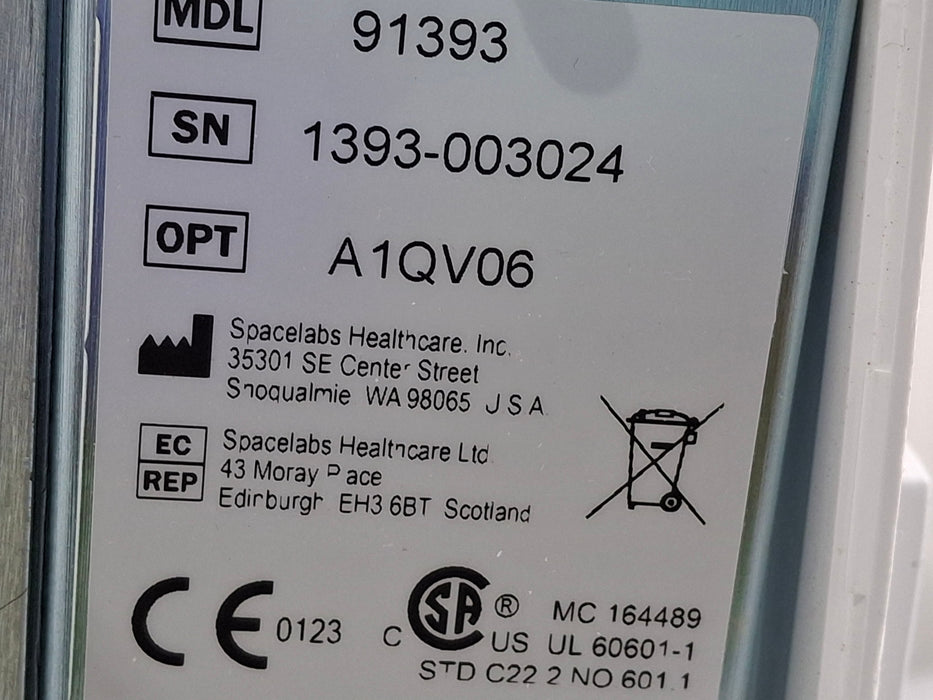 MDL 91393
SN 1393-003024
OPT A1QV06
Spacelabs Healthcare, Inc.
35301 SE Center Street
Snoqualmie WA 98065 U S A
EC REP
Spacelabs Healthcare Ltd
43 Moray Place
Edinburgh EH3 6BT Scotland
CE 0123
C SA ® US
MC 164489
UL 60601-1
STD C22 2 NO 601 1